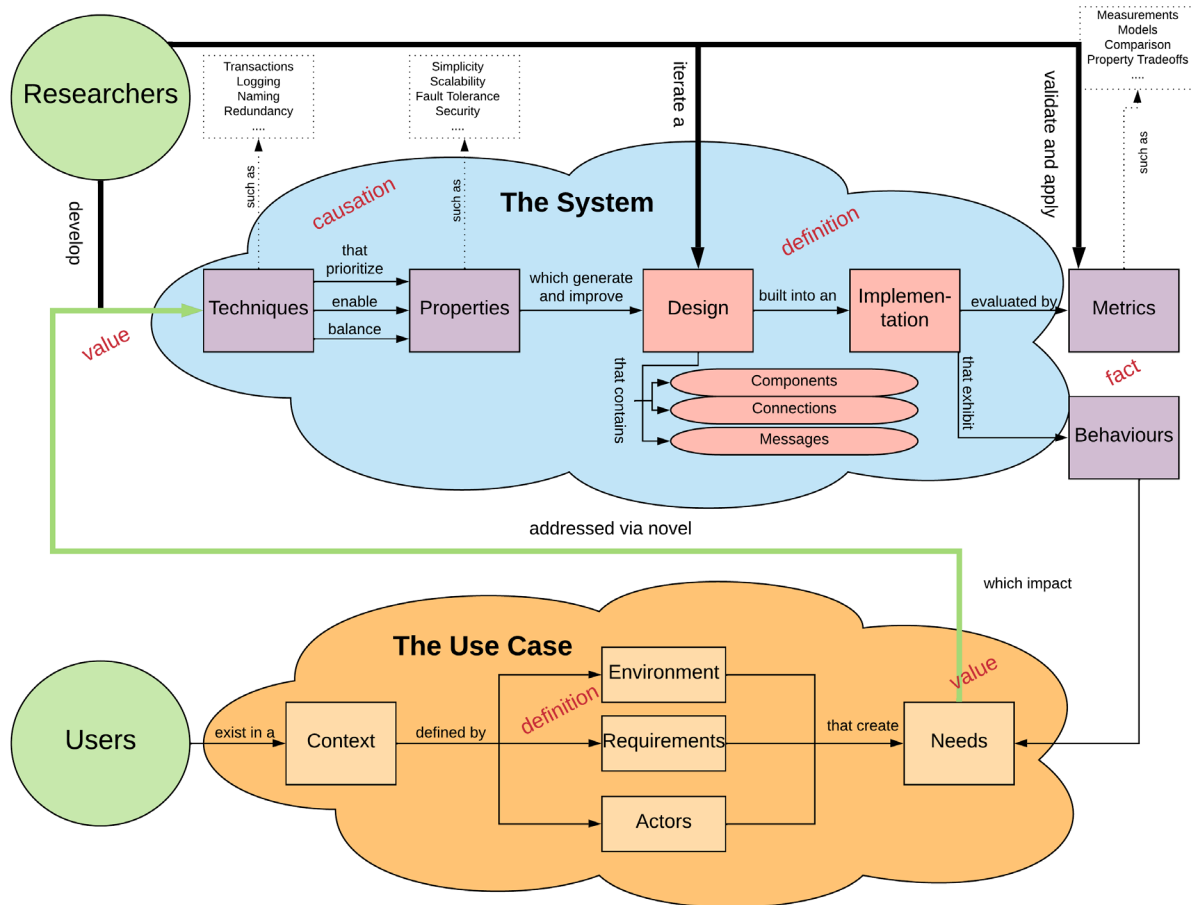 Researchers
Transactions
Logging
Naming
Redundancy
....
Simplicity
Scalability
Fault Tolerance
Security
....
Measurements
Models
Comparison
Property Tradeoffs
....
develop
such as
such as
iterate a
validate and apply
such as
The System
causation
definition
that
prioritize
enable
balance
Techniques
Properties
which generate
and improve
Design
built into an
Implemen-
tation
evaluated by
Metrics
value
fact
that contains
Components
Connections
Messages
that exhibit
Behaviours
addressed via novel
which impact
The Use Case
Users
exist in a
Context
defined by
definition
Environment
Requirements
Actors
that create
value
Needs